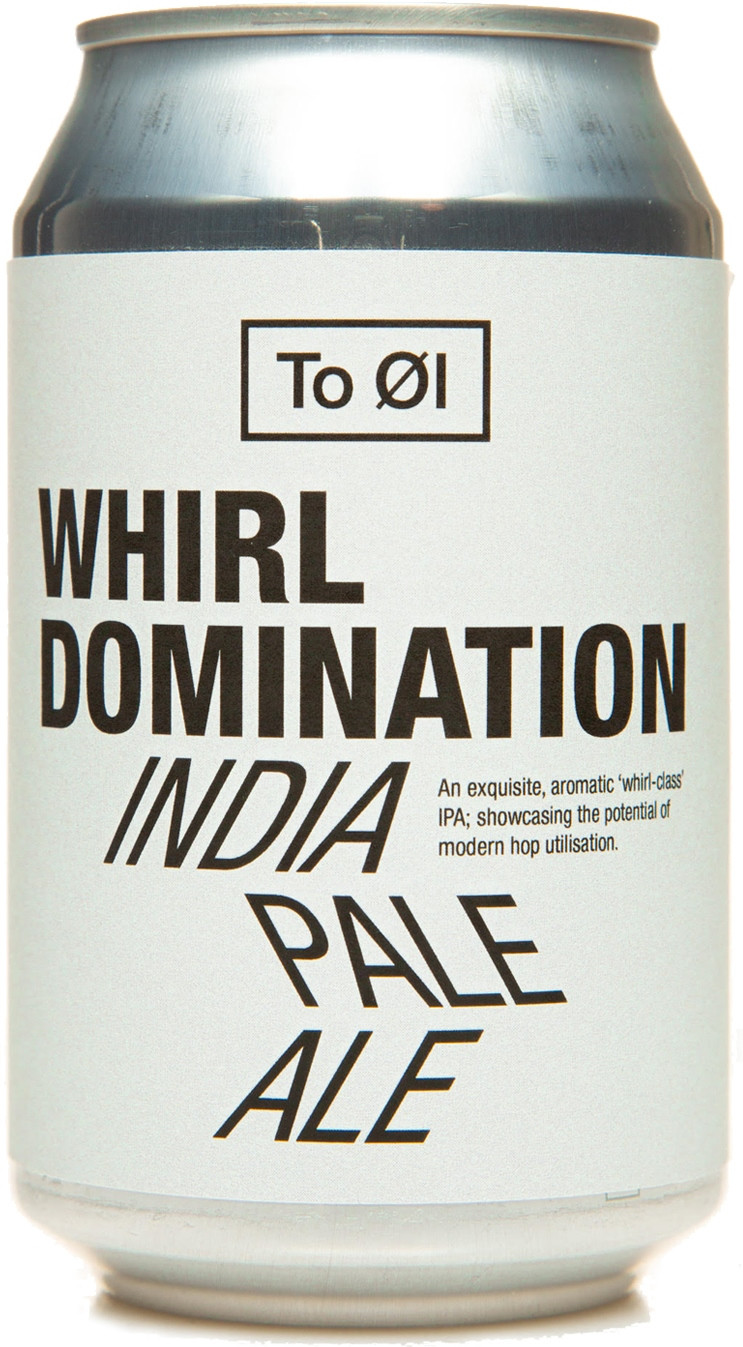 To Øl
WHIRL
DOMINATION
INDIA
An exquisite, aromatic ‘whirl-class’
IPA; showcasing the potential of
modern hop utilisation.
PALE
ALE